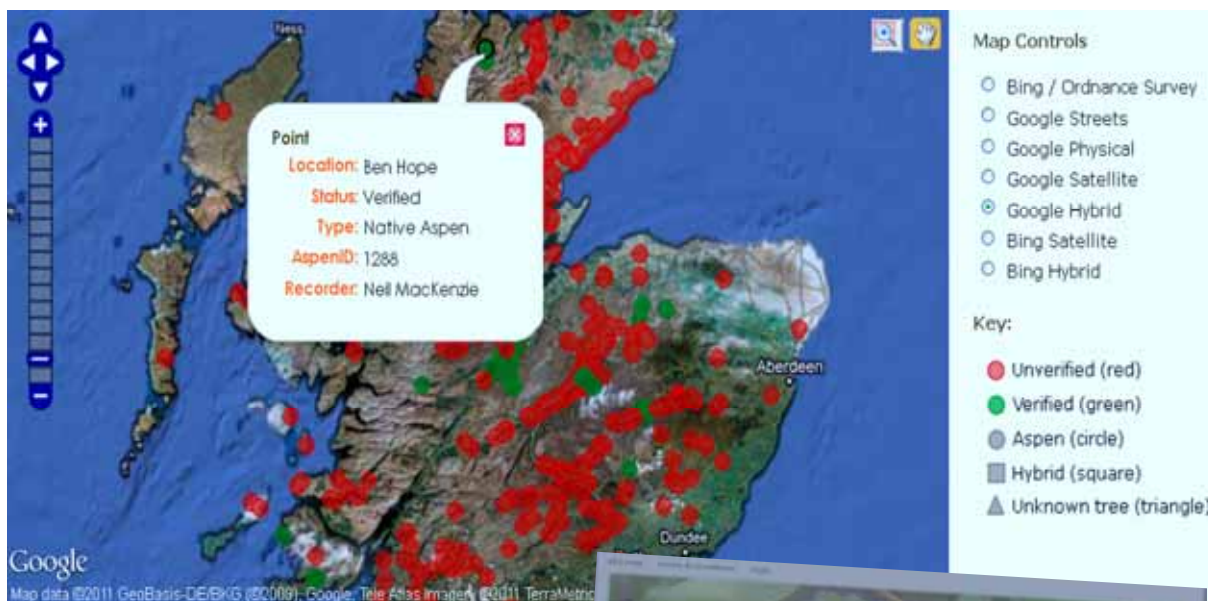 Ness
Point
Location: Ben Hope
Status: Verified
Type: Native Aspen
AspenID: 1288
Recorder: Neil MacKenzie
Aberdeen
Dundee
Google
Map data ©2011 GeoBasis-DE/BKG (©2009), Google, Tele Atlas Imagery ©2011 TerraMetric
Map Controls
Bing / Ordnance Survey
Google Streets
Google Physical
Google Satellite
Google Hybrid
Bing Satellite
Bing Hybrid
Key:
Unverified (red)
Verified (green)
Aspen (circle)
Hybrid (square)
Unknown tree (triangle)